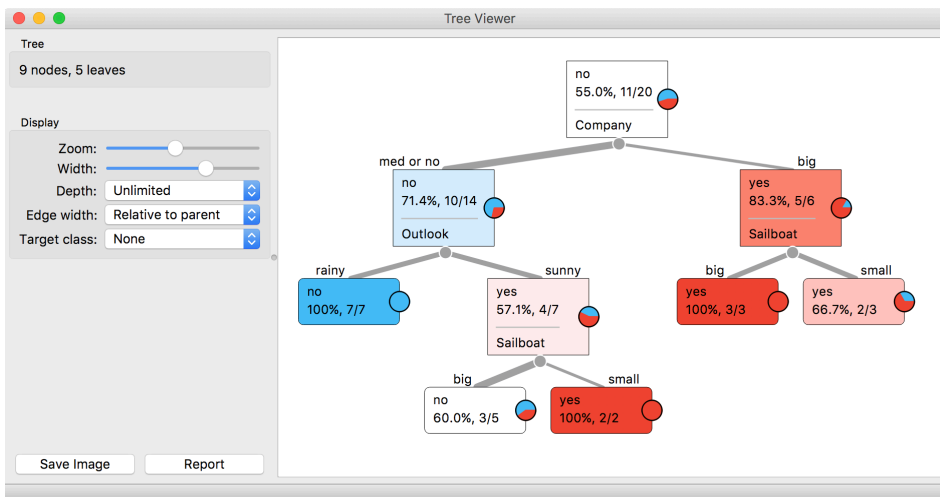 Tree Viewer
Tree
9 nodes, 5 leaves
Display
Zoom:
Width:
Depth: Unlimited
Edge width: Relative to parent
Target class: None
Save Image Report
no
55.0%, 11/20
Company
med or no big
no
71.4%, 10/14
Outlook
yes
83.3%, 5/6
Sailboat
rainy sunny big small
no
100%, 7/7
yes
57.1%, 4/7
Sailboat
yes
100%, 3/3
yes
66.7%, 2/3
big small
no
60.0%, 3/5
yes
100%, 2/2